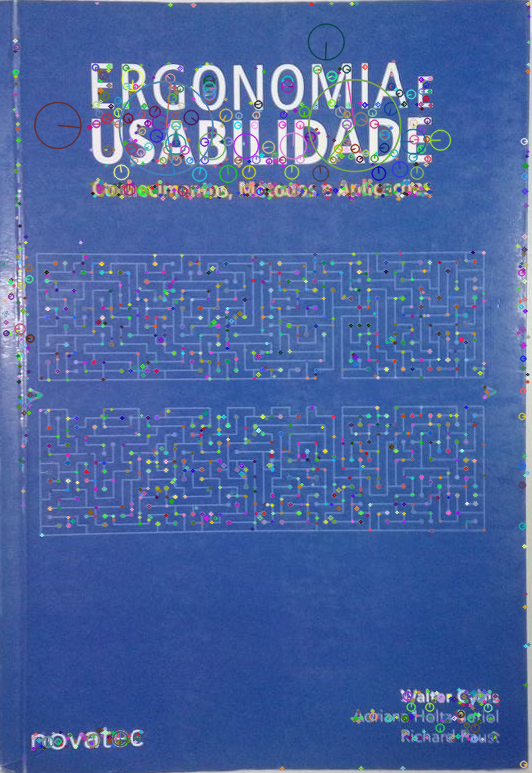 ERGONOMIA E
USABILIDADE
Conhecimentos, Métodos e Aplicações
Walter Cybis
Adriana Holtz Betiol
Richard Faust
novatec